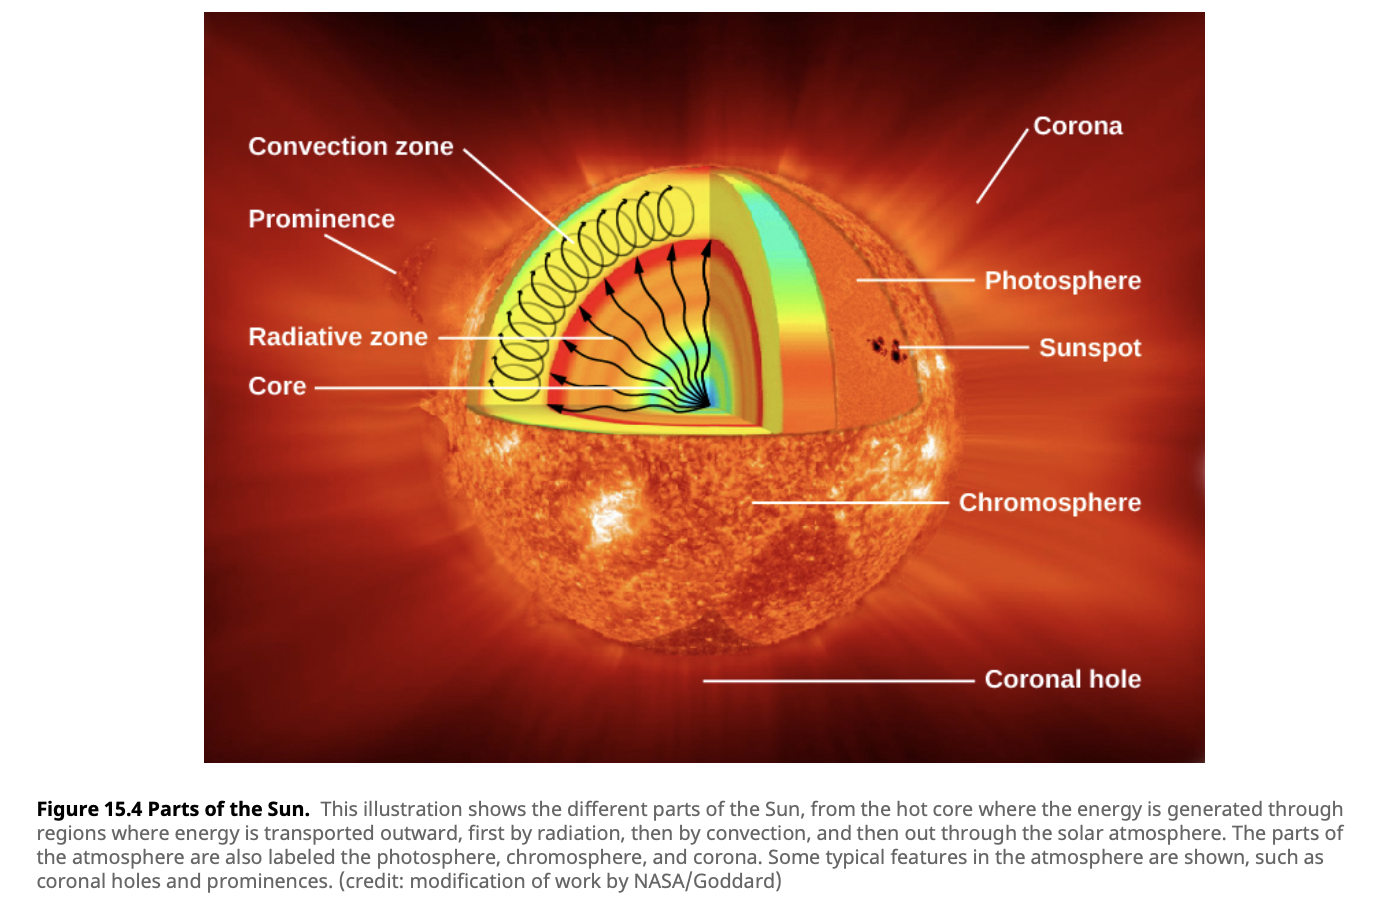 Convection zone
Corona
Prominence
Photosphere
Radiative zone
Sunspot
Core
Chromosphere
Coronal hole
Figure 15.4 Parts of the Sun. This illustration shows the different parts of the Sun, from the hot core where the energy is generated through
regions where energy is transported outward, first by radiation, then by convection, and then out through the solar atmosphere. The parts of
the atmosphere are also labeled the photosphere, chromosphere, and corona. Some typical features in the atmosphere are shown, such as
coronal holes and prominences. (credit: modification of work by NASA/Goddard)